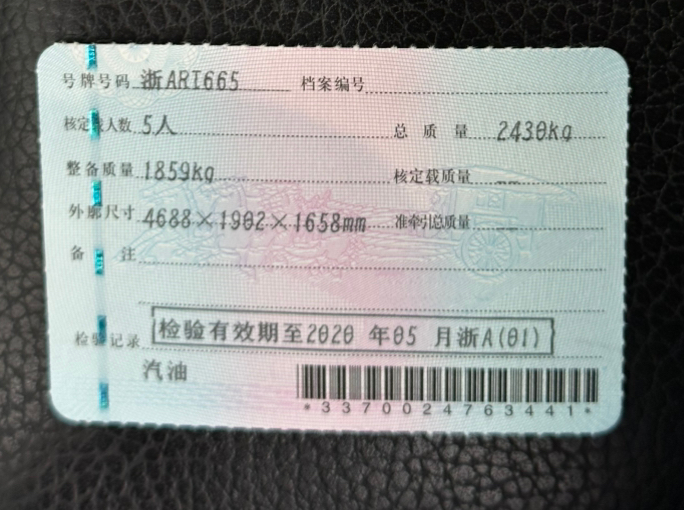 号牌号码 浙ARI665 档案编号
核定载人数 5人 总质量 2430kg
整备质量 1859kg 核定载质量 --
外廓尺寸 4688×1902×1658mm 准牵引总质量
备注
检验记录 检验有效期至2020 年05 月浙A(01)
汽油
*3370024763441*